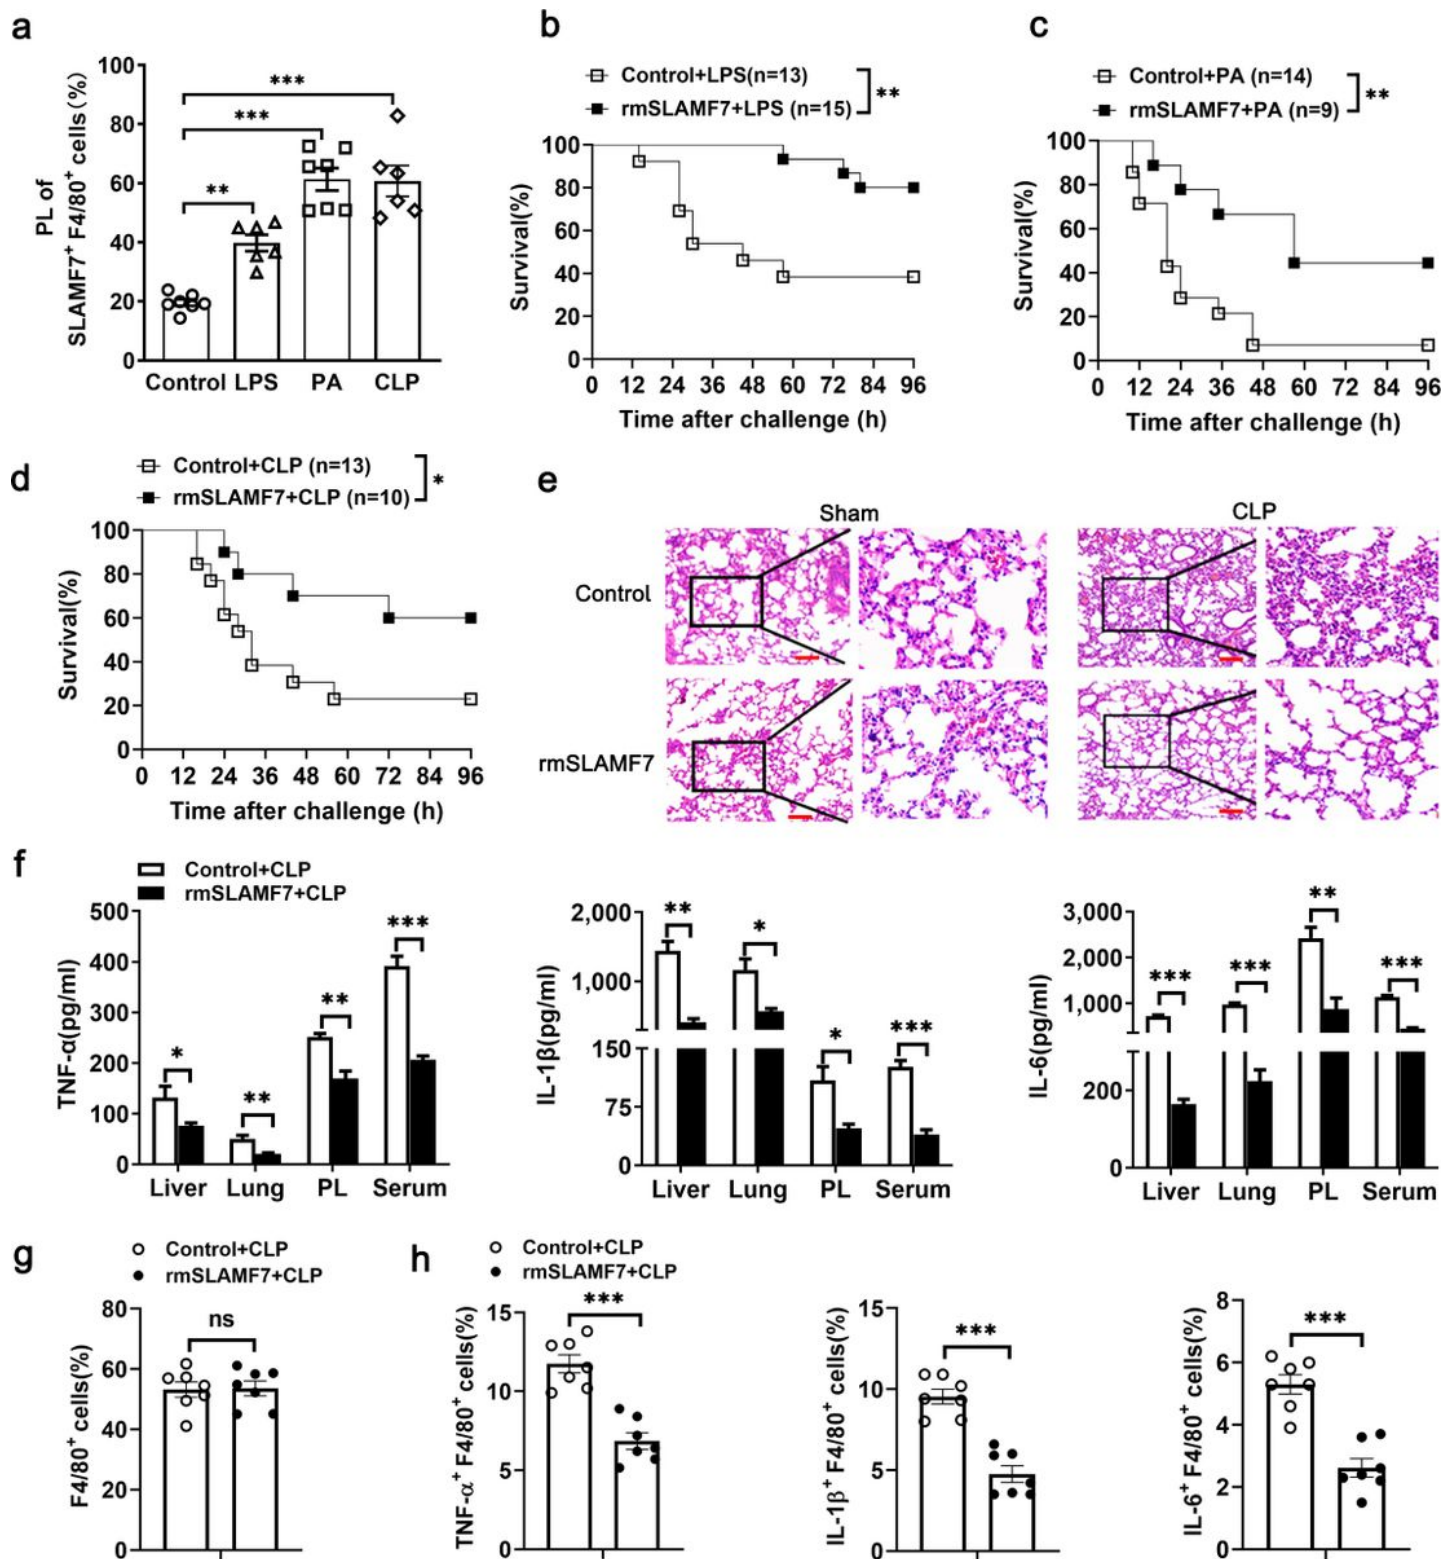 a
PL of
SLAMF7+ F4/80+ cells(%)
100
80
60
40
20
0
***
***
**
Control LPS PA CLP
b
Control+LPS(n=13)
rmSLAMF7+LPS (n=15)
**
Survival(%)
100
80
60
40
20
0
0 12 24 36 48 60 72 84 96
Time after challenge (h)
c
Control+PA (n=14)
rmSLAMF7+PA (n=9)
**
Survival(%)
100
80
60
40
20
0
0 12 24 36 48 60 72 84 96
Time after challenge (h)
d
Control+CLP (n=13)
rmSLAMF7+CLP (n=10)
*
Survival(%)
100
80
60
40
20
0
0 12 24 36 48 60 72 84 96
Time after challenge (h)
e
Sham CLP
Control
rmSLAMF7
f
Control+CLP
rmSLAMF7+CLP
TNF-α(pg/ml)
500
400
300
200
100
0
*
**
**
***
Liver Lung PL Serum
IL-1β(pg/ml)
2,000
1,000
150
75
0
**
*
*
***
Liver Lung PL Serum
IL-6(pg/ml)
3,000
2,000
1,000
200
0
***
***
**
***
Liver Lung PL Serum
g
Control+CLP
rmSLAMF7+CLP
F4/80+ cells(%)
80
60
40
20
0
ns
h
Control+CLP
rmSLAMF7+CLP
TNF-α+ F4/80+ cells(%)
15
10
5
0
***
IL-1β+ F4/80+ cells(%)
15
10
5
0
***
IL-6+ F4/80+ cells(%)
8
6
4
2
0
***